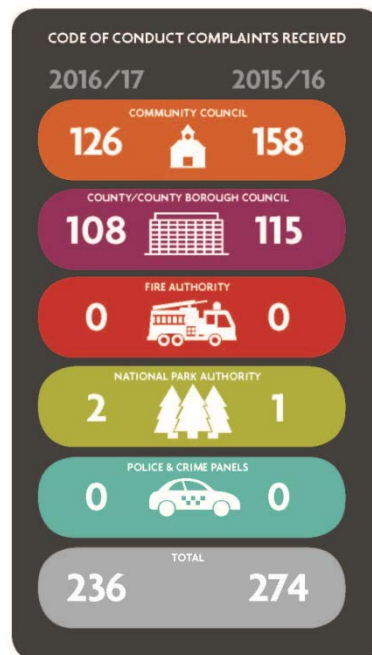 CODE OF CONDUCT COMPLAINTS RECEIVED
2016/17 2015/16
COMMUNITY COUNCIL
126 158
COUNTY/COUNTY BOROUGH COUNCIL
108 115
FIRE AUTHORITY
0 0
NATIONAL PARK AUTHORITY
2 1
POLICE & CRIME PANELS
0 0
TOTAL
236 274